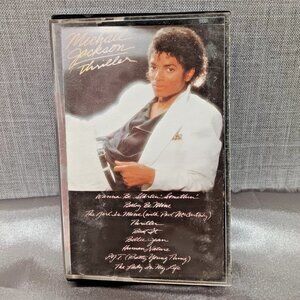 Michael
Jackson
Thriller
Wanna Be Startin' Somethin'
Baby Be Mine
The Girl Is Mine (with Paul McCartney)
Thriller
Beat It
Billie Jean
Human Nature
P.Y.T. (Pretty Young Thing)
The Lady In My Life